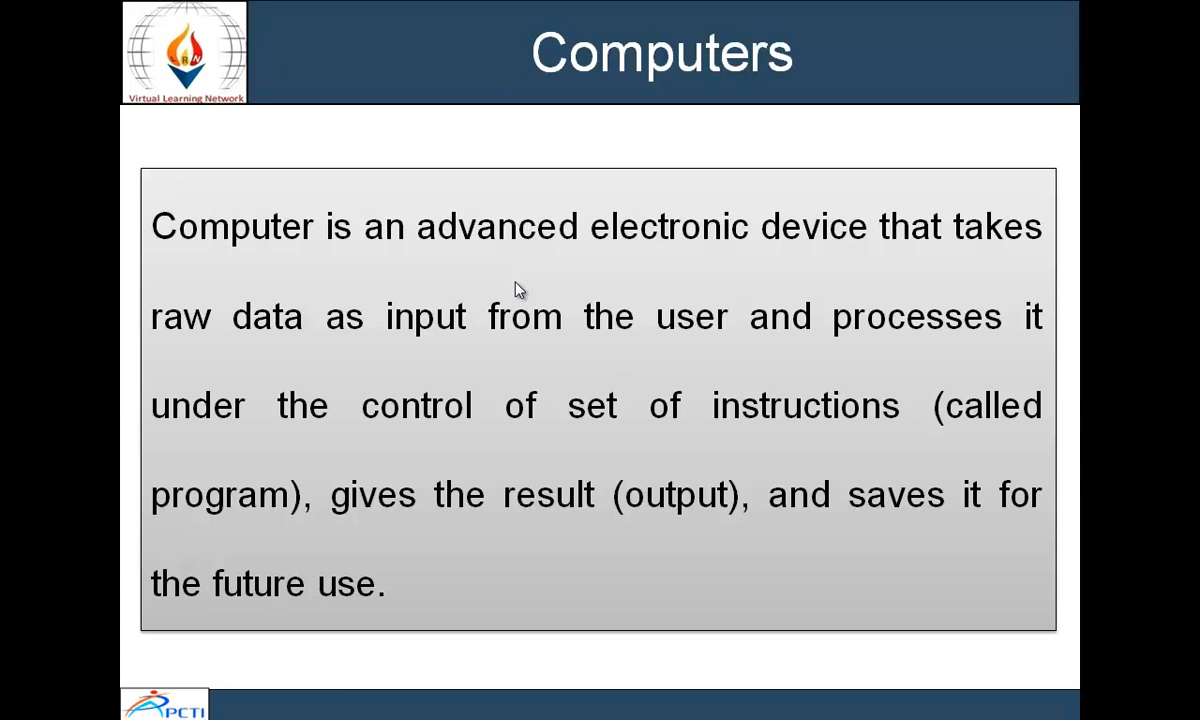 Computers
VRN
Virtual Learning Network
Computer is an advanced electronic device that takes
raw data as input from the user and processes it
under the control of set of instructions (called
program), gives the result (output), and saves it for
the future use.
PCTI